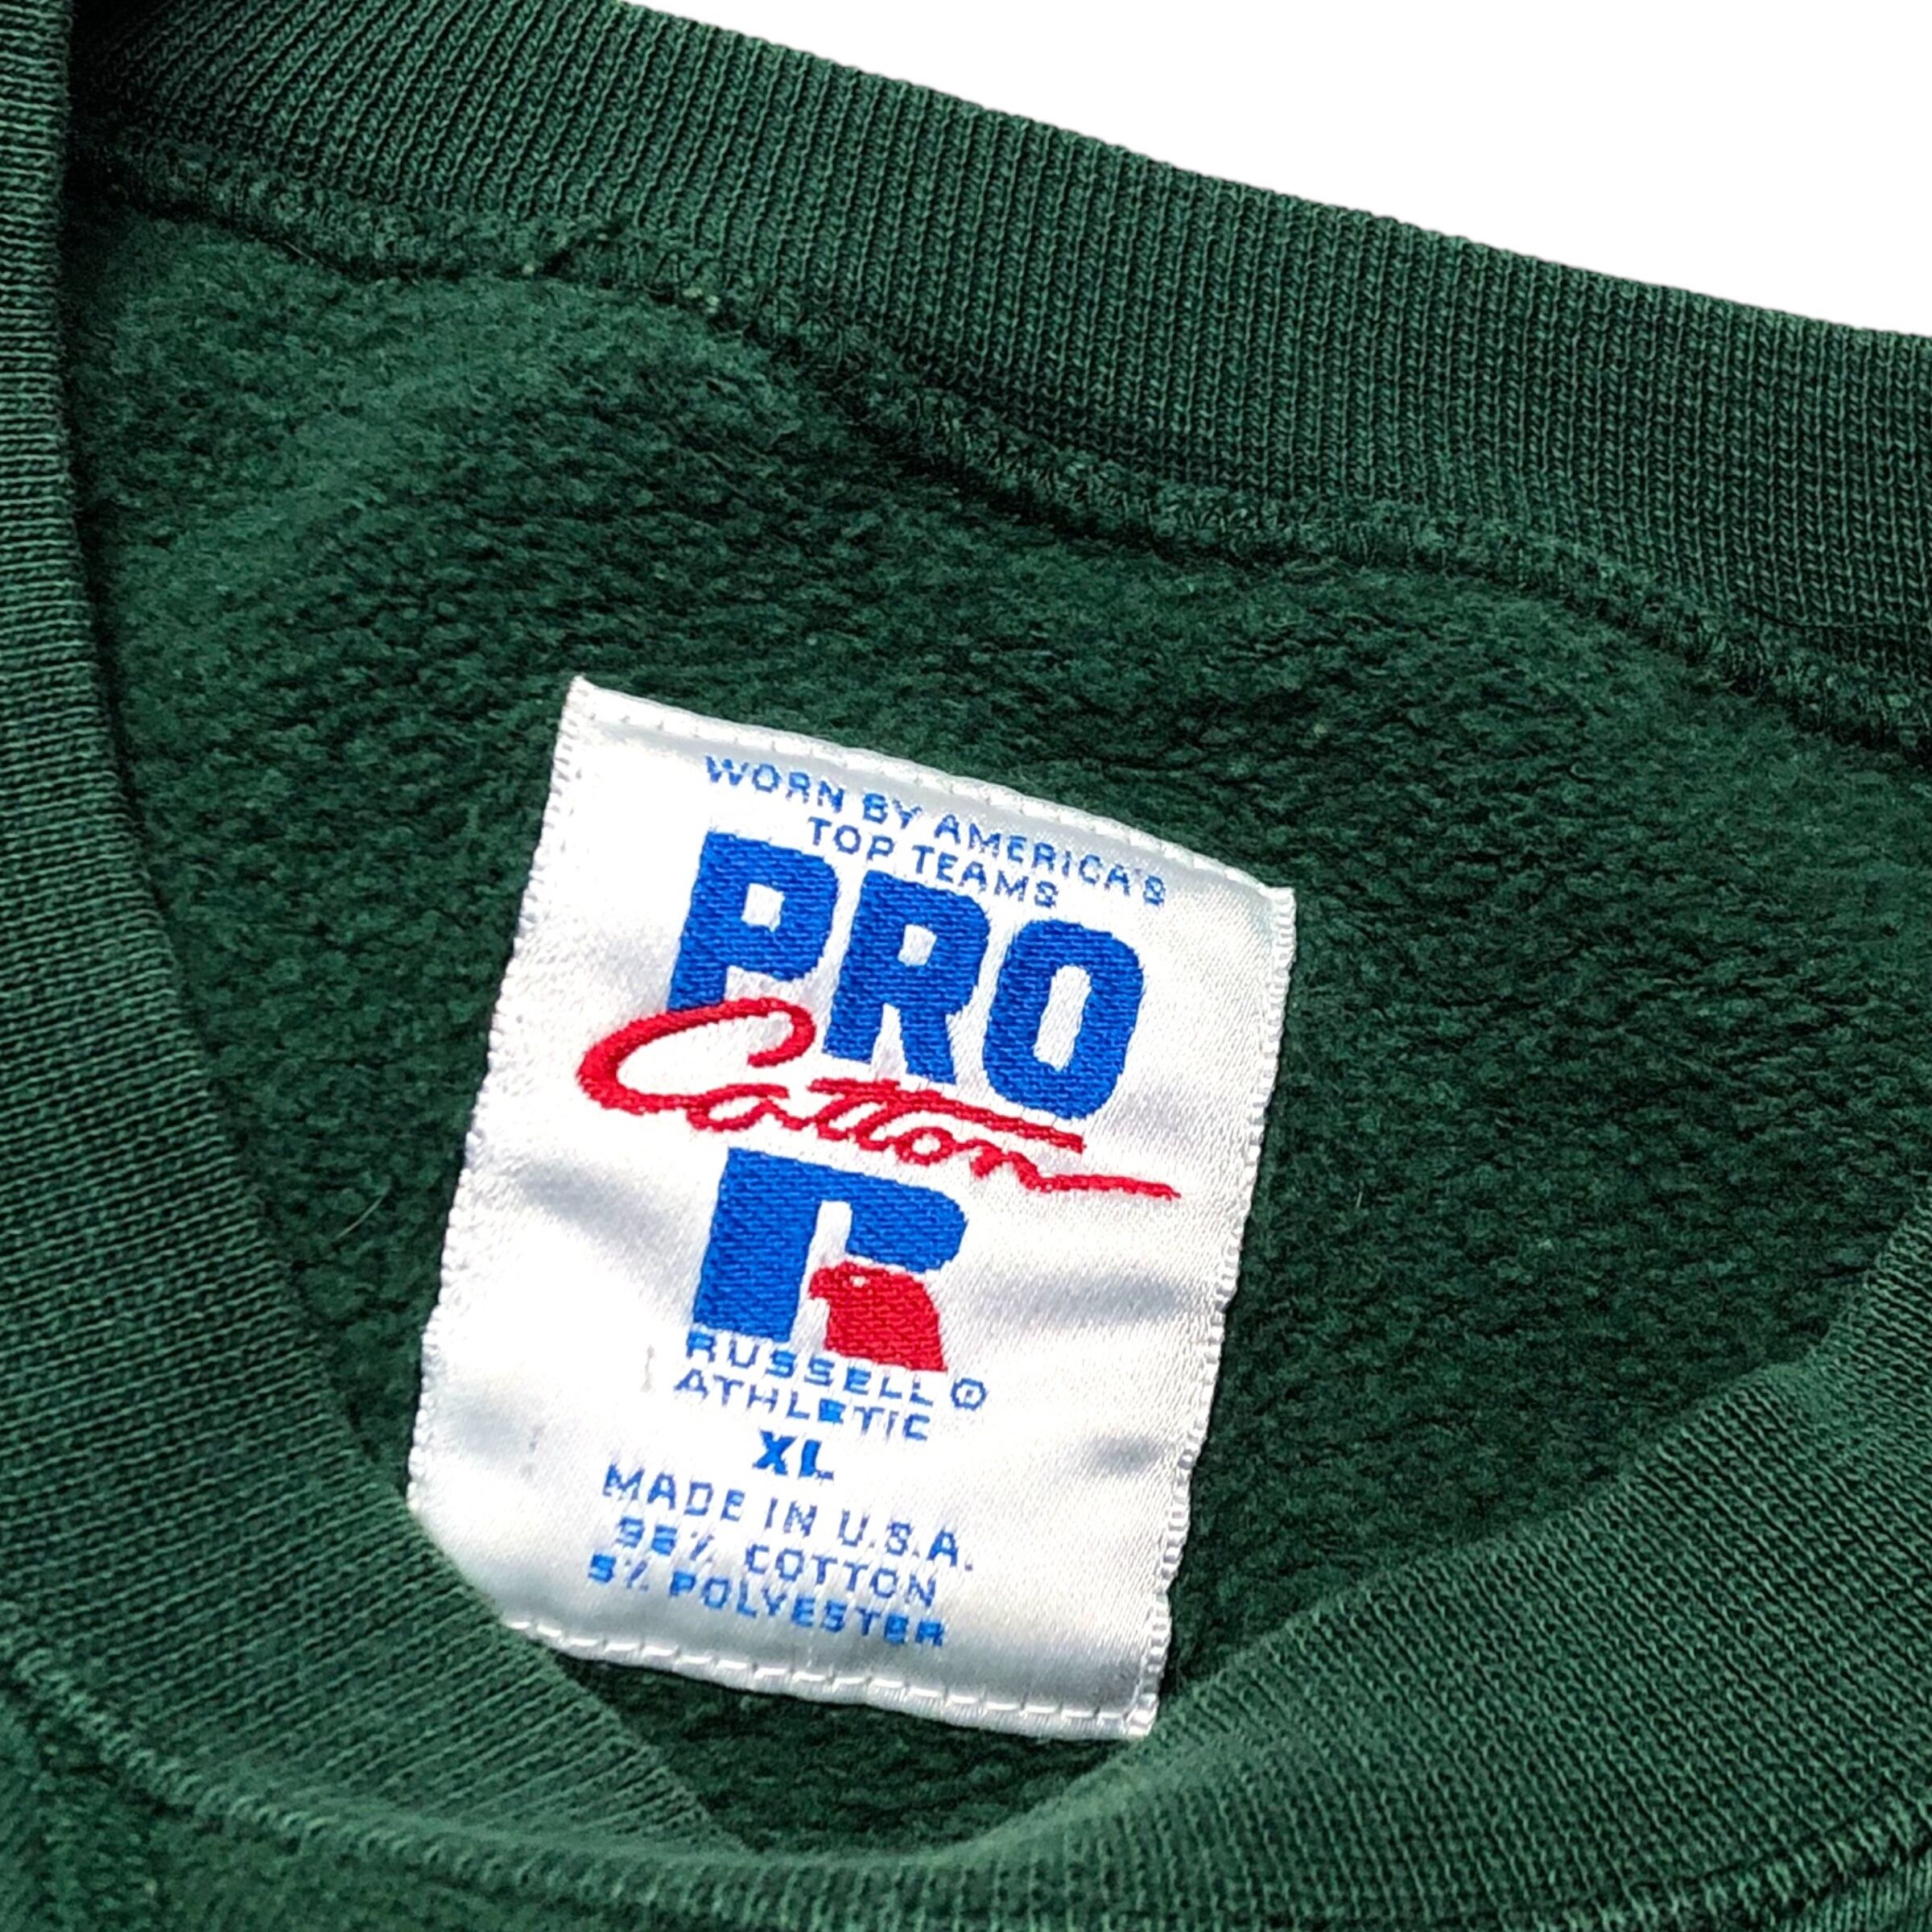 WORN BY AMERICA'S
TOP TEAMS
PRO
Cotton
R
RUSSELL ®
ATHLETIC
XL
MADE IN U.S.A.
95% COTTON
5% POLYESTER